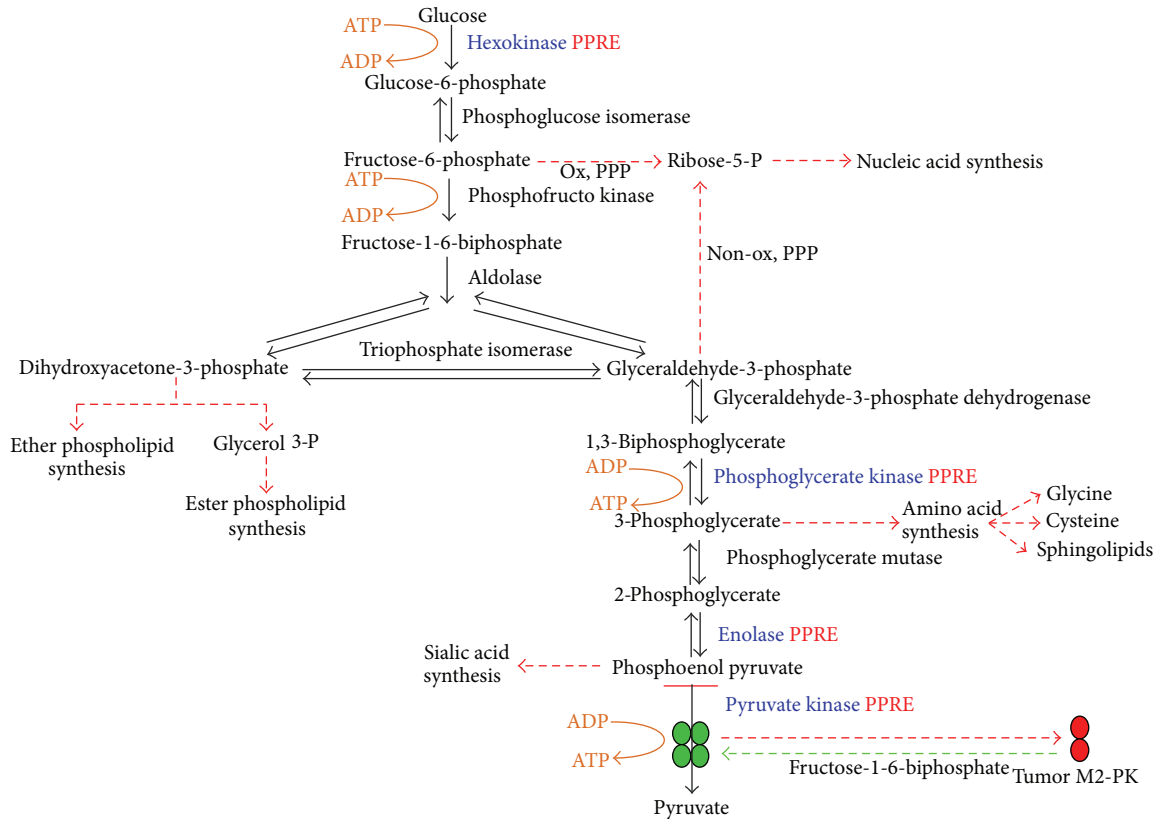 Glucose
ATP
Hexokinase PPRE
ADP
Glucose-6-phosphate
Phosphoglucose isomerase
Fructose-6-phosphate
Ox, PPP
Ribose-5-P
Nucleic acid synthesis
ATP
Phosphofructo kinase
ADP
Fructose-1-6-biphosphate
Non-ox, PPP
Aldolase
Triophosphate isomerase
Dihydroxyacetone-3-phosphate
Glyceraldehyde-3-phosphate
Glyceraldehyde-3-phosphate dehydrogenase
Ether phospholipid
synthesis
Glycerol 3-P
Ester phospholipid
synthesis
1,3-Biphosphoglycerate
ADP
Phosphoglycerate kinase PPRE
ATP
3-Phosphoglycerate
Amino acid
synthesis
Glycine
Cysteine
Sphingolipids
Phosphoglycerate mutase
2-Phosphoglycerate
Enolase PPRE
Sialic acid
synthesis
Phosphoenol pyruvate
Pyruvate kinase PPRE
ADP
ATP
Fructose-1-6-biphosphate
Tumor M2-PK
Pyruvate